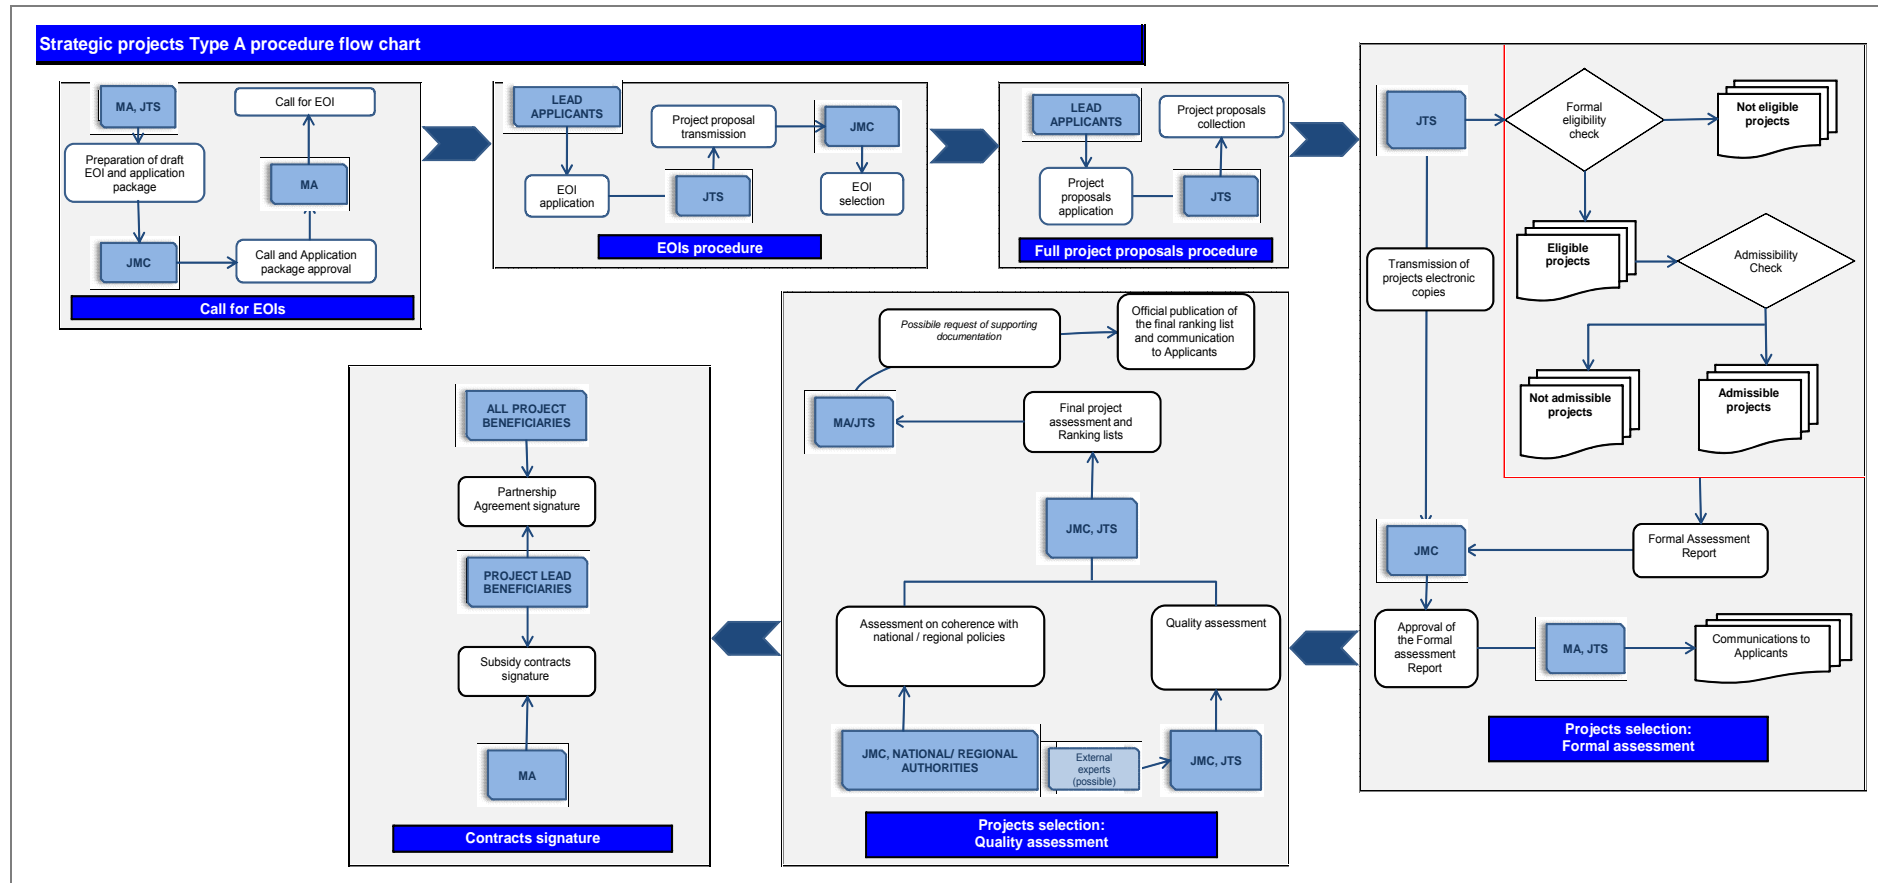 Strategic projects Type A procedure flow chart
MA, JTS
Call for EOI
Preparation of draft
EOI and application
package
MA
JMC
Call and Application
package approval
Call for EOIs
LEAD
APPLICANTS
Project proposal
transmission
JMC
EOI
application
JTS
EOI
selection
EOIs procedure
LEAD
APPLICANTS
Project proposals
collection
Project
proposals
application
JTS
Full project proposals procedure
JTS
Formal
eligibility
check
Not eligible
projects
Transmission of
projects electronic
copies
Eligible
projects
Admissibility
Check
Not admissible
projects
Admissible
projects
JMC
Formal Assessment
Report
Approval of
the Formal
assessment
Report
MA, JTS
Communications to
Applicants
Projects selection:
Formal assessment
Possibile request of supporting
documentation
Official publication of
the final ranking list
and communication
to Applicants
MA/JTS
Final project
assessment and
Ranking lists
JMC, JTS
Assessment on coherence with
national / regional policies
Quality assessment
JMC, NATIONAL/ REGIONAL
AUTHORITIES
External
experts
(possible)
JMC, JTS
Projects selection:
Quality assessment
ALL PROJECT
BENEFICIARIES
Partnership
Agreement signature
PROJECT LEAD
BENEFICIARIES
Subsidy contracts
signature
MA
Contracts signature